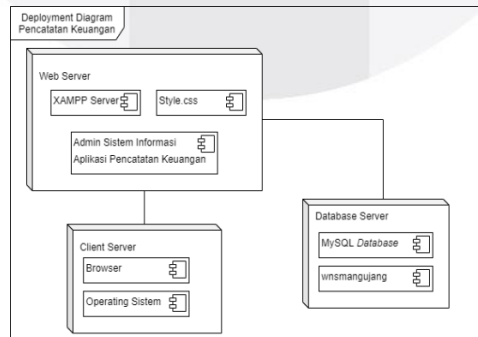 Deployment Diagram
Pencatatan Keuangan
Web Server
XAMPP Server
Style.css
Admin Sistem Informasi
Aplikasi Pencatatan Keuangan
Client Server
Browser
Operating Sistem
Database Server
MySQL Database
wnsmangujang